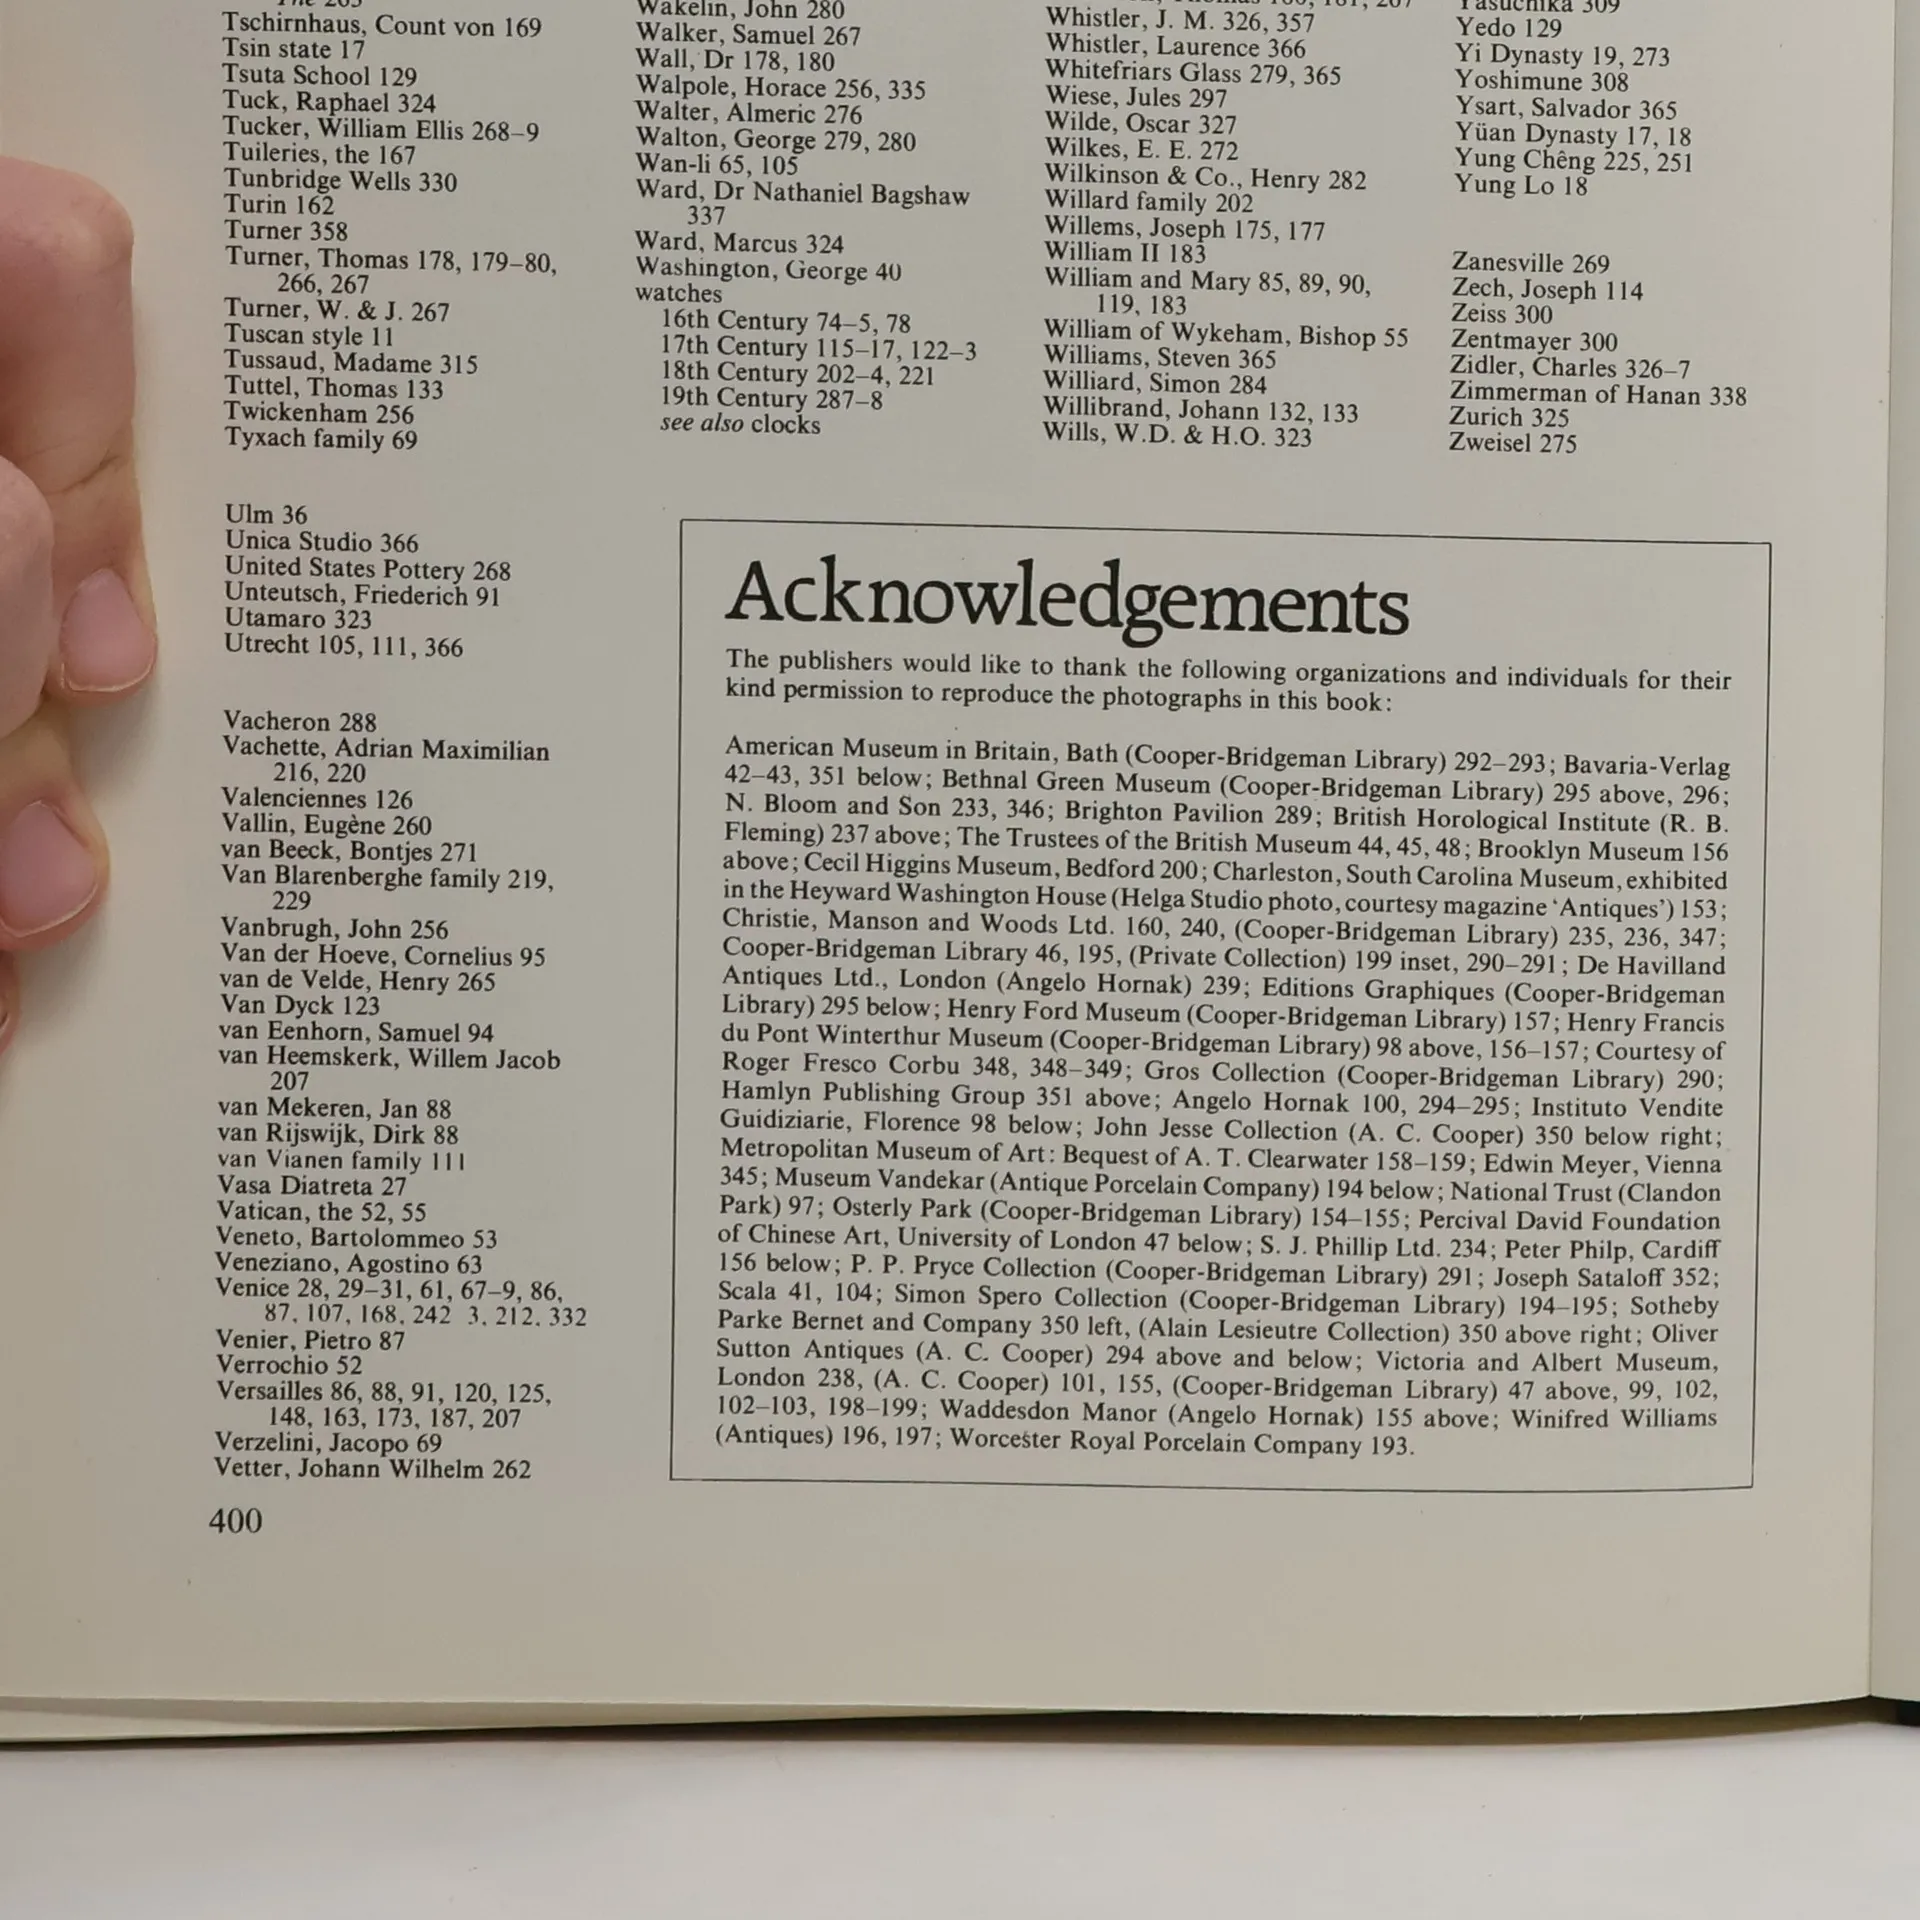 The 265
Tschirnhaus, Count von 169
Tsin state 17
Tsuta School 129
Tuck, Raphael 324
Tucker, William Ellis 268–9
Tuileries, the 167
Tunbridge Wells 330
Turin 162
Turner 358
Turner, Thomas 178, 179–80,
266, 267
Turner, W. & J. 267
Tuscan style 11
Tussaud, Madame 315
Tuttel, Thomas 133
Twickenham 256
Tyxach family 69
Ulm 36
Unica Studio 366
United States Pottery 268
Unteutsch, Friederich 91
Utamaro 323
Utrecht 105, 111, 366
Vacheron 288
Vachette, Adrian Maximilian
216, 220
Valenciennes 126
Vallin, Eugène 260
van Beeck, Bontjes 271
Van Blarenberghe family 219,
229
Vanbrugh, John 256
Van der Hoeve, Cornelius 95
van de Velde, Henry 265
Van Dyck 123
van Eenhorn, Samuel 94
van Heemskerk, Willem Jacob
207
van Mekeren, Jan 88
van Rijswijk, Dirk 88
van Vianen family 111
Vasa Diatreta 27
Vatican, the 52, 55
Veneto, Bartolommeo 53
Veneziano, Agostino 63
Venice 28, 29–31, 61, 67–9, 86,
87, 107, 168, 242 3, 212, 332
Venier, Pietro 87
Verrochio 52
Versailles 86, 88, 91, 120, 125,
148, 163, 173, 187, 207
Verzelini, Jacopo 69
Vetter, Johann Wilhelm 262
400
Wakelin, John 280
Walker, Samuel 267
Wall, Dr 178, 180
Walpole, Horace 256, 335
Walter, Almeric 276
Walton, George 279, 280
Wan-li 65, 105
Ward, Dr Nathaniel Bagshaw
337
Ward, Marcus 324
Washington, George 40
watches
16th Century 74–5, 78
17th Century 115–17, 122–3
18th Century 202–4, 221
19th Century 287–8
see also clocks
Whistler, J. M. 326, 357
Whistler, Laurence 366
Whitefriars Glass 279, 365
Wiese, Jules 297
Wilde, Oscar 327
Wilkes, E. E. 272
Wilkinson & Co., Henry 282
Willard family 202
Willems, Joseph 175, 177
William II 183
William and Mary 85, 89, 90,
119, 183
William of Wykeham, Bishop 55
Williams, Steven 365
Williard, Simon 284
Willibrand, Johann 132, 133
Wills, W.D. & H.O. 323
Yasuchika 309
Yedo 129
Yi Dynasty 19, 273
Yoshimune 308
Ysart, Salvador 365
Yüan Dynasty 17, 18
Yung Chêng 225, 251
Yung Lo 18
Zanesville 269
Zech, Joseph 114
Zeiss 300
Zentmayer 300
Zidler, Charles 326–7
Zimmerman of Hanan 338
Zurich 325
Zweisel 275
Acknowledgements
The publishers would like to thank the following organizations and individuals for their
kind permission to reproduce the photographs in this book:
American Museum in Britain, Bath (Cooper-Bridgeman Library) 292–293; Bavaria-Verlag
42–43, 351 below; Bethnal Green Museum (Cooper-Bridgeman Library) 295 above, 296;
N. Bloom and Son 233, 346; Brighton Pavilion 289; British Horological Institute (R. B.
Fleming) 237 above; The Trustees of the British Museum 44, 45, 48; Brooklyn Museum 156
above; Cecil Higgins Museum, Bedford 200; Charleston, South Carolina Museum, exhibited
in the Heyward Washington House (Helga Studio photo, courtesy magazine ‘Antiques’) 153;
Christie, Manson and Woods Ltd. 160, 240, (Cooper-Bridgeman Library) 235, 236, 347;
Cooper-Bridgeman Library 46, 195, (Private Collection) 199 inset, 290–291; De Havilland
Antiques Ltd., London (Angelo Hornak) 239; Editions Graphiques (Cooper-Bridgeman
Library) 295 below; Henry Ford Museum (Cooper-Bridgeman Library) 157; Henry Francis
du Pont Winterthur Museum (Cooper-Bridgeman Library) 98 above, 156–157; Courtesy of
Roger Fresco Corbu 348, 348–349; Gros Collection (Cooper-Bridgeman Library) 290;
Hamlyn Publishing Group 351 above; Angelo Hornak 100, 294–295; Instituto Vendite
Guidiziarie, Florence 98 below; John Jesse Collection (A. C. Cooper) 350 below right;
Metropolitan Museum of Art: Bequest of A. T. Clearwater 158–159; Edwin Meyer, Vienna
345; Museum Vandekar (Antique Porcelain Company) 194 below; National Trust (Clandon
Park) 97; Osterly Park (Cooper-Bridgeman Library) 154–155; Percival David Foundation
of Chinese Art, University of London 47 below; S. J. Phillip Ltd. 234; Peter Philp, Cardiff
156 below; P. P. Pryce Collection (Cooper-Bridgeman Library) 291; Joseph Sataloff 352;
Scala 41, 104; Simon Spero Collection (Cooper-Bridgeman Library) 194–195; Sotheby
Parke Bernet and Company 350 left, (Alain Lesieutre Collection) 350 above right; Oliver
Sutton Antiques (A. C. Cooper) 294 above and below; Victoria and Albert Museum,
London 238, (A. C. Cooper) 101, 155, (Cooper-Bridgeman Library) 47 above, 99, 102,
102–103, 198–199; Waddesdon Manor (Angelo Hornak) 155 above; Winifred Williams
(Antiques) 196, 197; Worcester Royal Porcelain Company 193.